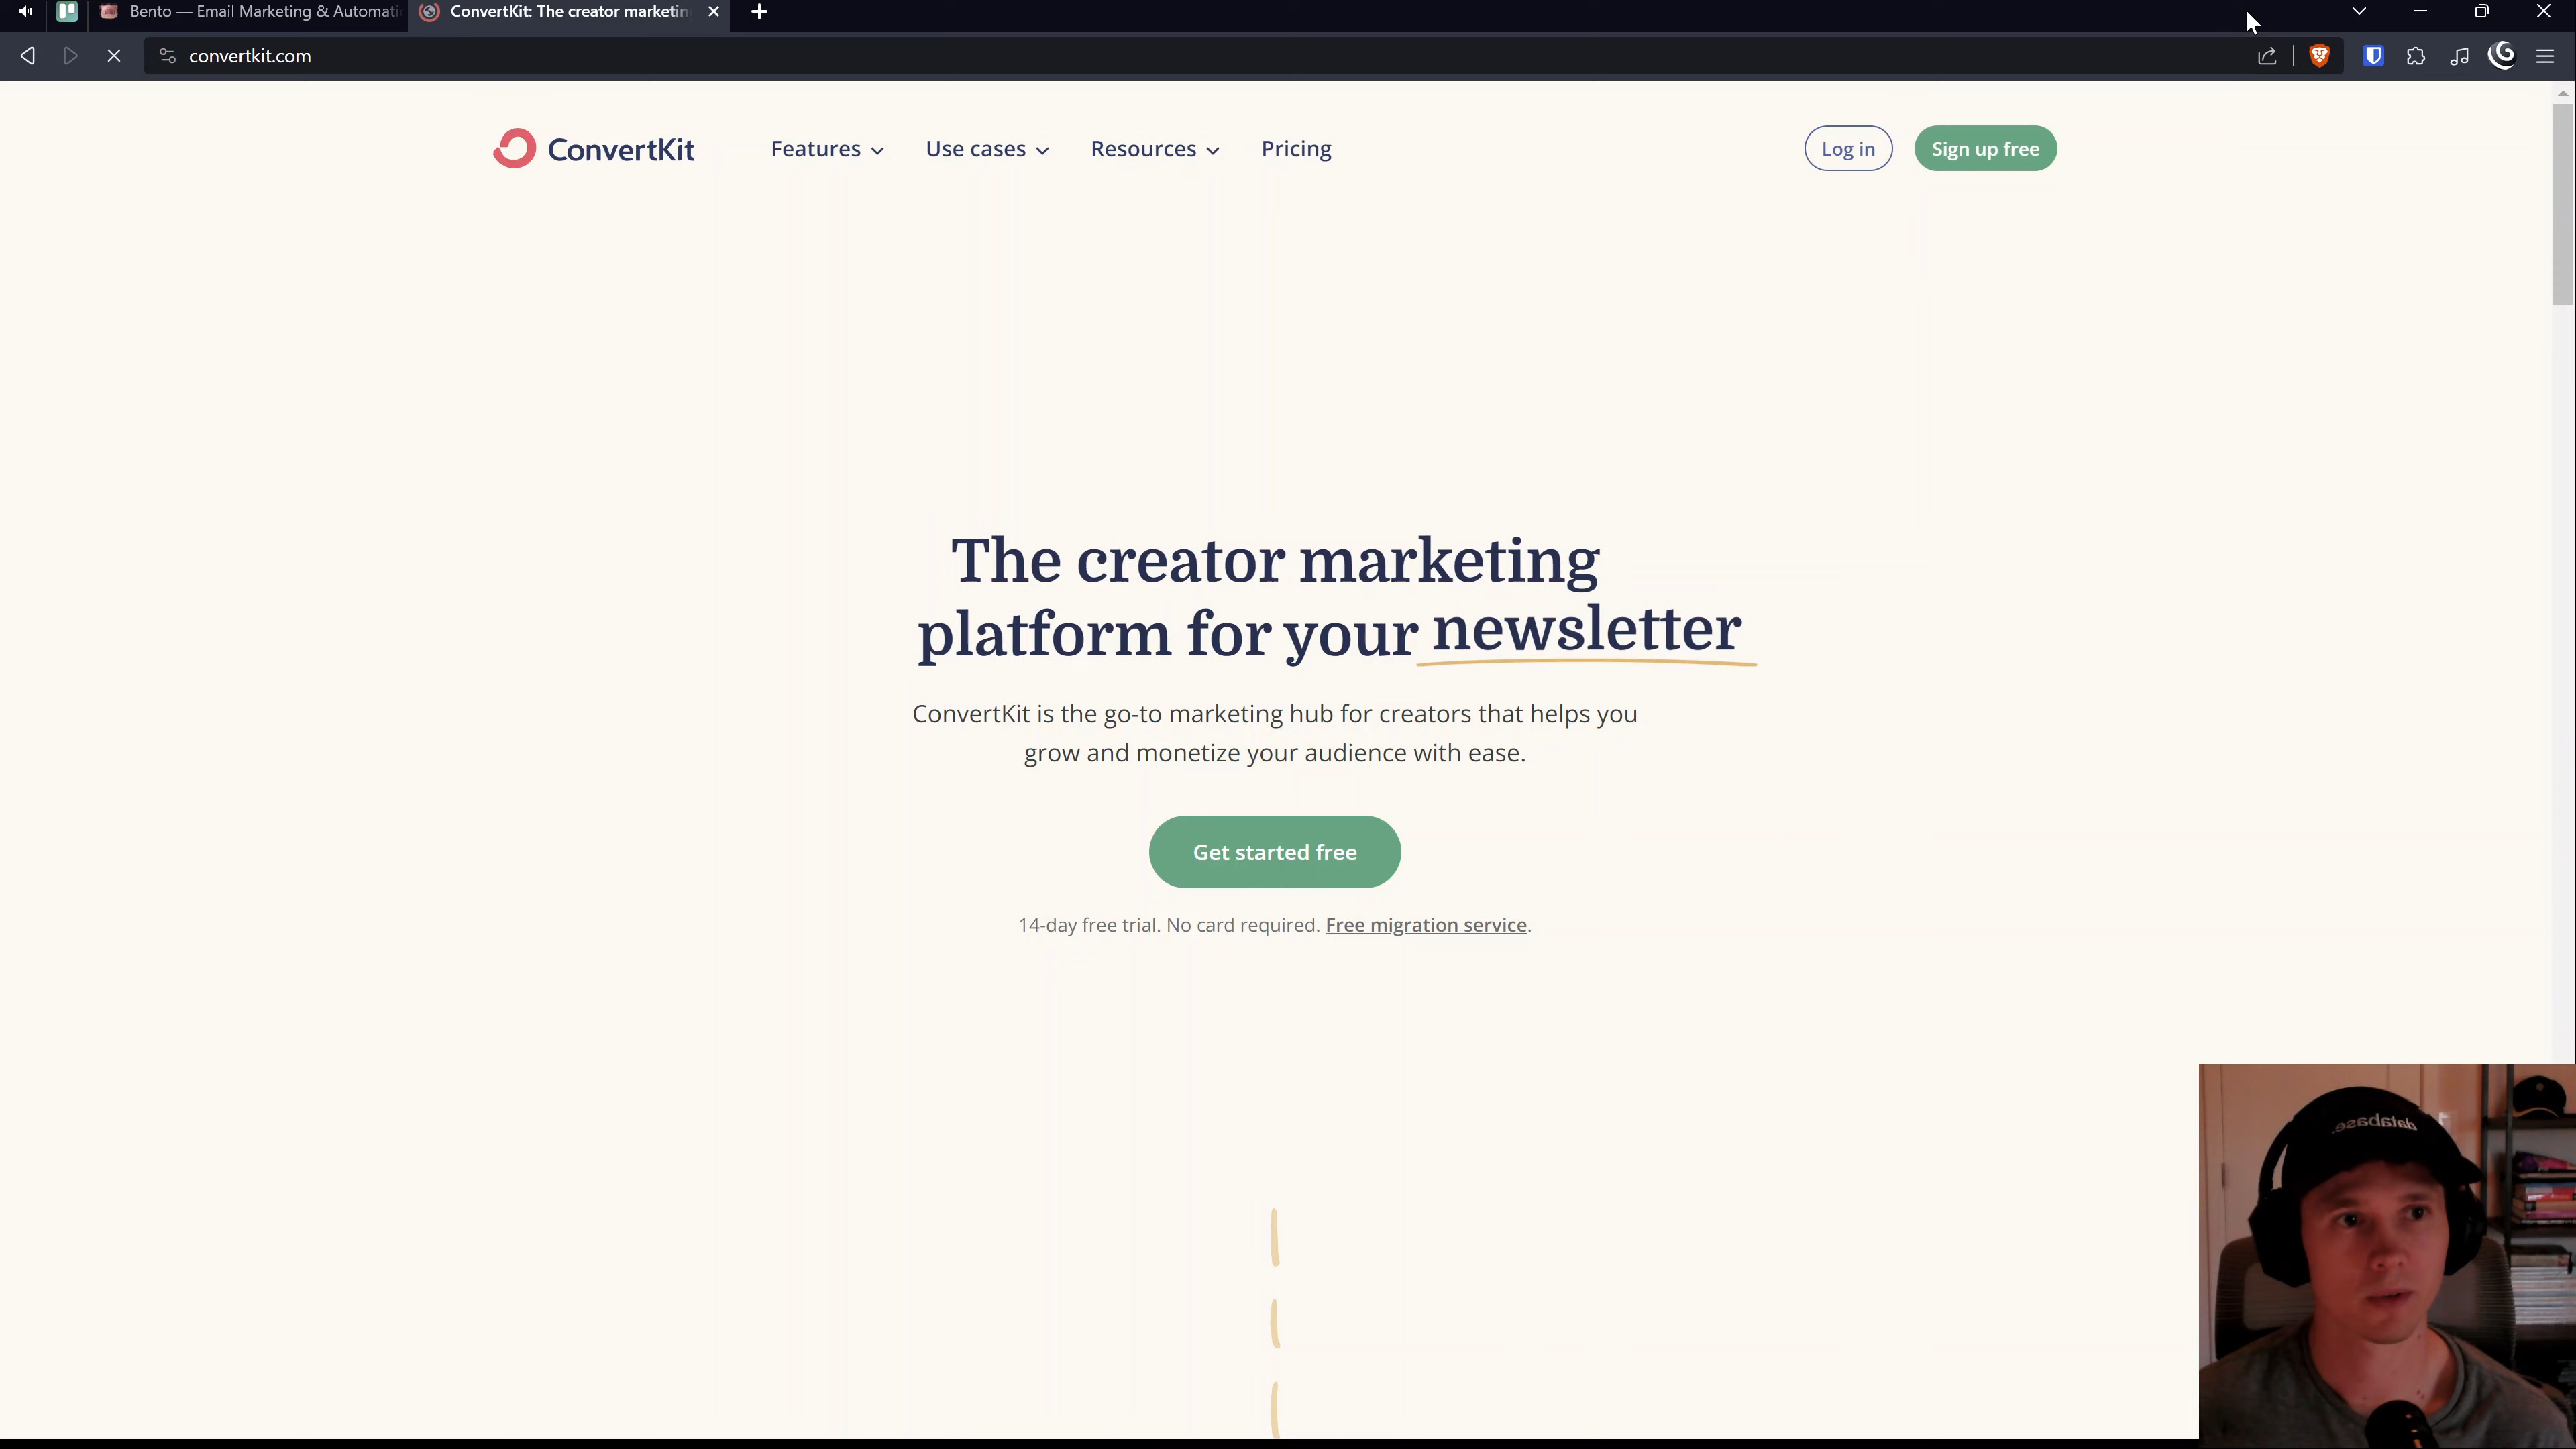 Bento — Email Marketing & Automati
ConvertKit: The creator marketin
convertkit.com
ConvertKit
Features
Use cases
Resources
Pricing
Log in
Sign up free
The creator marketing
platform for your newsletter
ConvertKit is the go-to marketing hub for creators that helps you
grow and monetize your audience with ease.
Get started free
14-day free trial. No card required. Free migration service.
database.